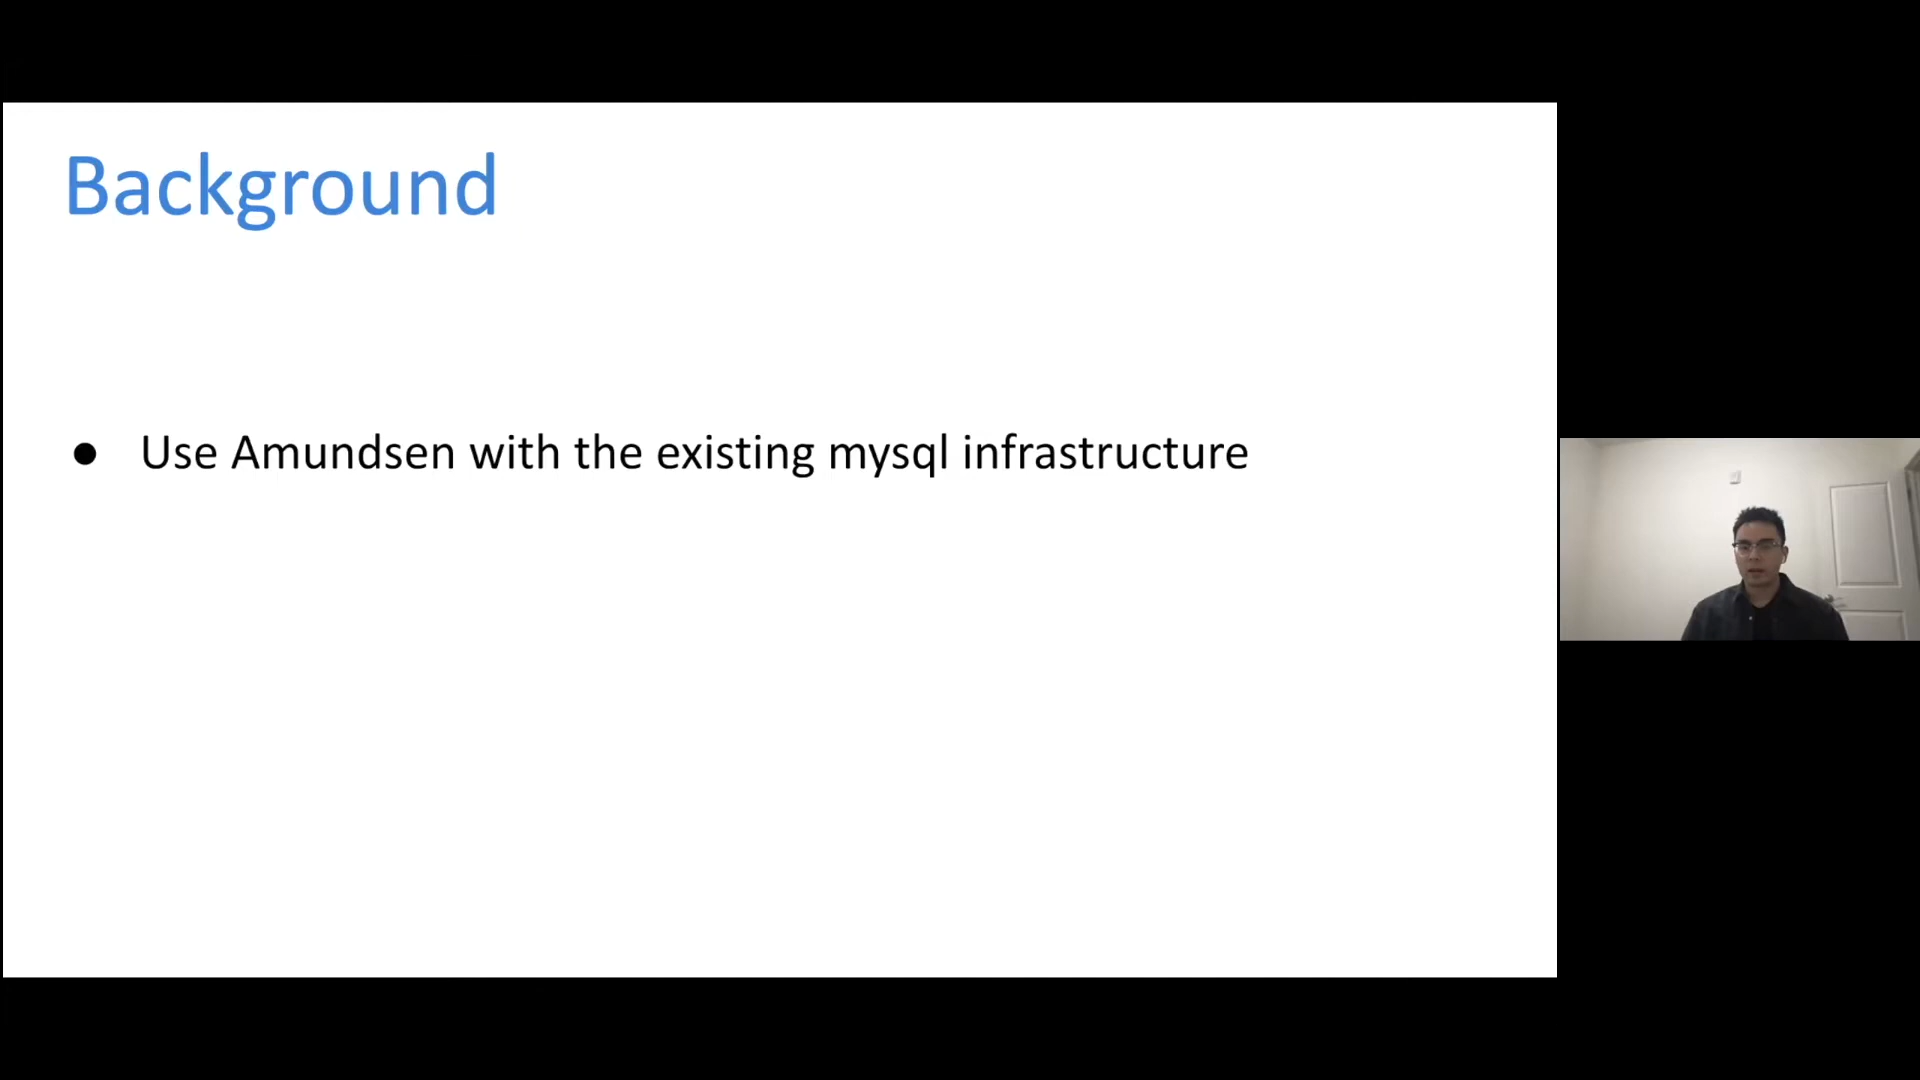 Background
● Use Amundsen with the existing mysql infrastructure